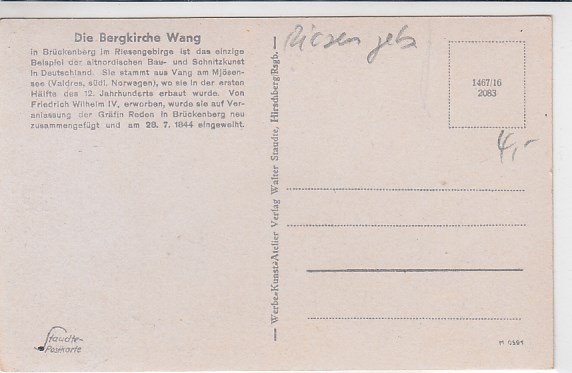 Die Bergkirche Wang
in Brückenberg im Riesengebirge ist das einzige
Beispiel der altnordischen Bau- und Schnitzkunst
in Deutschland. Sie stammt aus Vang am Mjösen-
see (Valdres, südl. Norwegen), wo sie in der ersten
Hälfte des 12. Jahrhunderts erbaut wurde. Von
Friedrich Wilhelm IV. erworben, wurde sie auf Ver-
anlassung der Gräfin Reden in Brückenberg neu
zusammengefügt und am 28. 7. 1844 eingeweiht.
Staudte-
Postkarte
Werbe=Kunst=Atelier Verlag Walter Staudte, Hirschberg/Rsgb.
Riesen geb
1467/16
2083
4,-